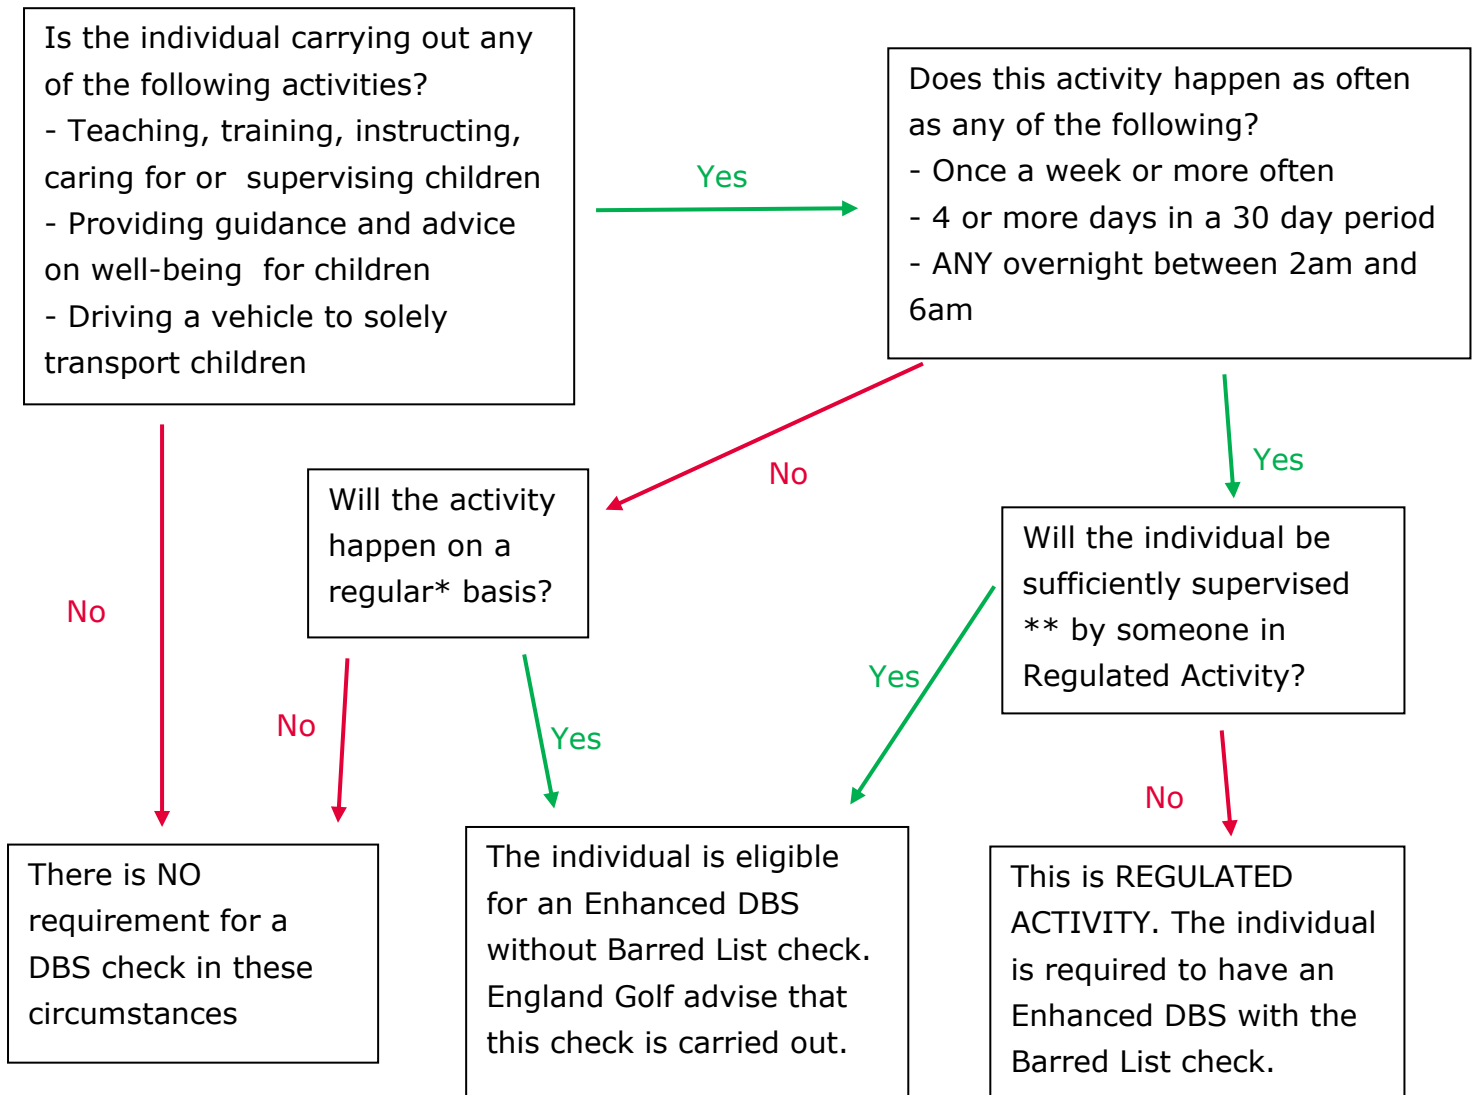 Is the individual carrying out any
of the following activities?
- Teaching, training, instructing,
caring for or  supervising children
- Providing guidance and advice
on well-being  for children
- Driving a vehicle to solely
transport children
Yes
Does this activity happen as often
as any of the following?
- Once a week or more often
- 4 or more days in a 30 day period
- ANY overnight between 2am and
6am
No
No
Yes
Will the activity
happen on a
regular* basis?
Will the individual be
sufficiently supervised
** by someone in
Regulated Activity?
No
Yes
Yes
No
There is NO
requirement for a
DBS check in these
circumstances
The individual is eligible
for an Enhanced DBS
without Barred List check.
England Golf advise that
this check is carried out.
This is REGULATED
ACTIVITY. The individual
is required to have an
Enhanced DBS with the
Barred List check.